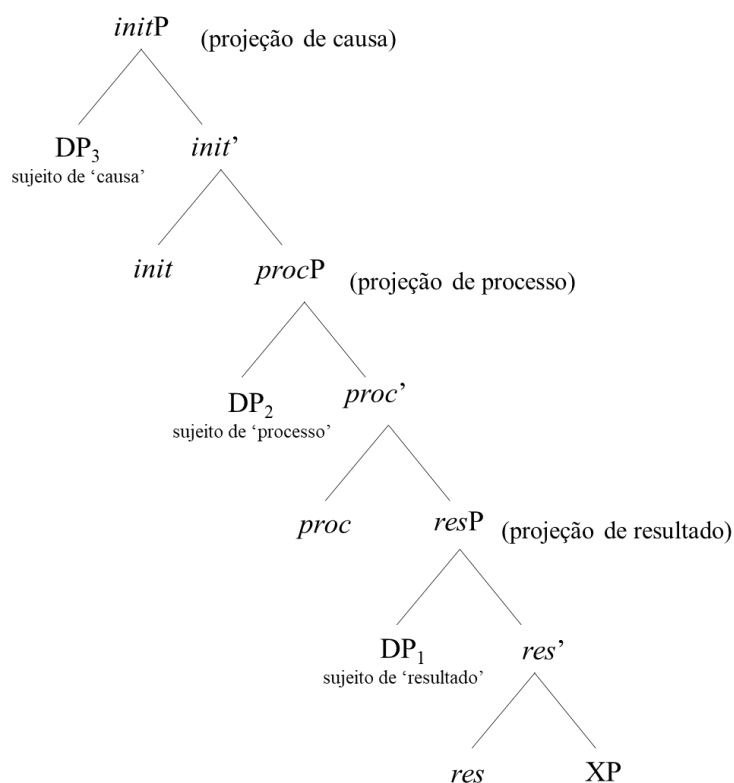 initP (projeção de causa)
DP₃ init’
sujeito de ‘causa’
init procP (projeção de processo)
DP₂ proc’
sujeito de ‘processo’
proc resP (projeção de resultado)
DP₁ res’
sujeito de ‘resultado’
res XP